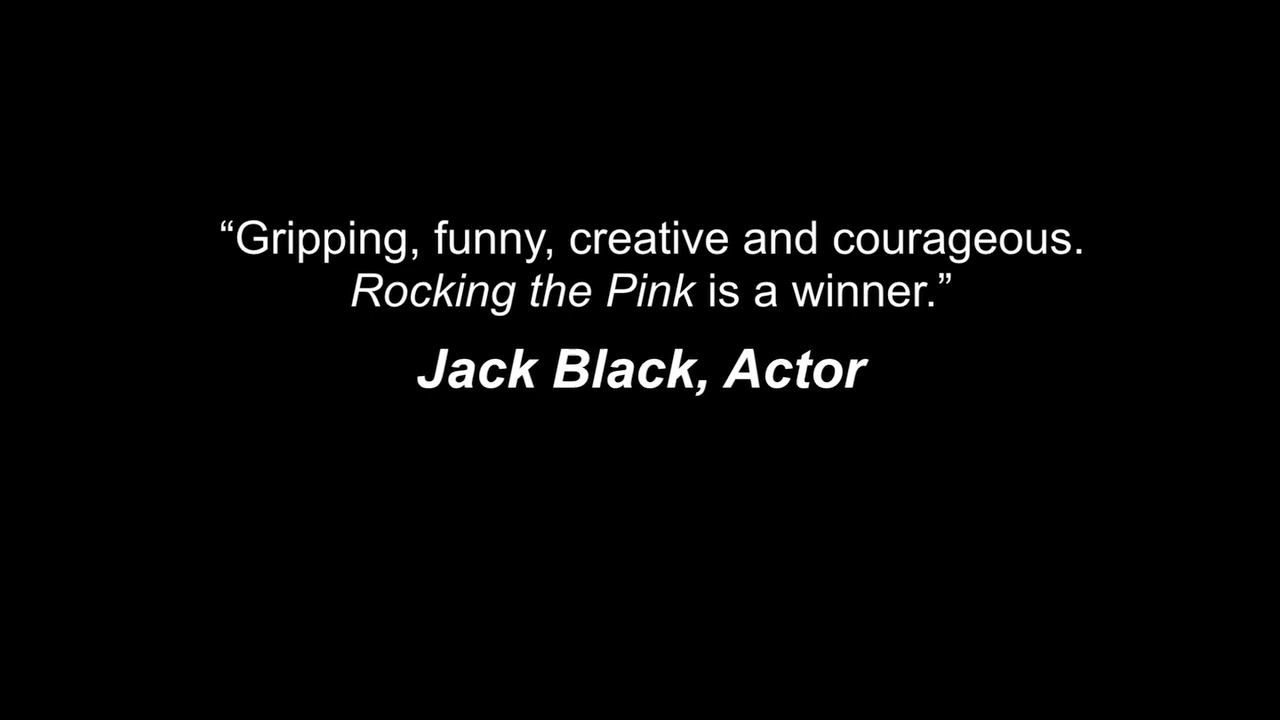 “Gripping, funny, creative and courageous.
Rocking the Pink is a winner.”
Jack Black, Actor